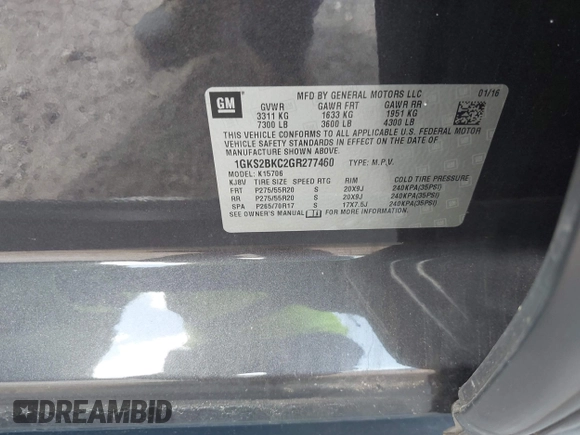 GM
MFD BY GENERAL MOTORS LLC 01/16
GVWR GAWR FRT GAWR RR
3311 KG 1633 KG 1951 KG
7300 LB 3600 LB 4300 LB
THIS VEHICLE CONFORMS TO ALL APPLICABLE U.S. FEDERAL MOTOR
VEHICLE SAFETY AND THEFT PREVENTION STANDARDS IN EFFECT ON THE DATE OF
MANUFACTURE SHOWN ABOVE.
1GKS2BKC2GR277460 TYPE: M.P.V.
MODEL: K15706
KJ8V TIRE SIZE SPEED RTG RIM COLD TIRE PRESSURE
FRT P275/55R20 S 20X9J 240KPA(35PSI)
RR P275/55R20 S 20X9J 240KPA(35PSI)
SPA P265/70R17 S 17X7.5J 240KPA(35PSI)
SEE OWNER'S MANUAL
DREAMBID